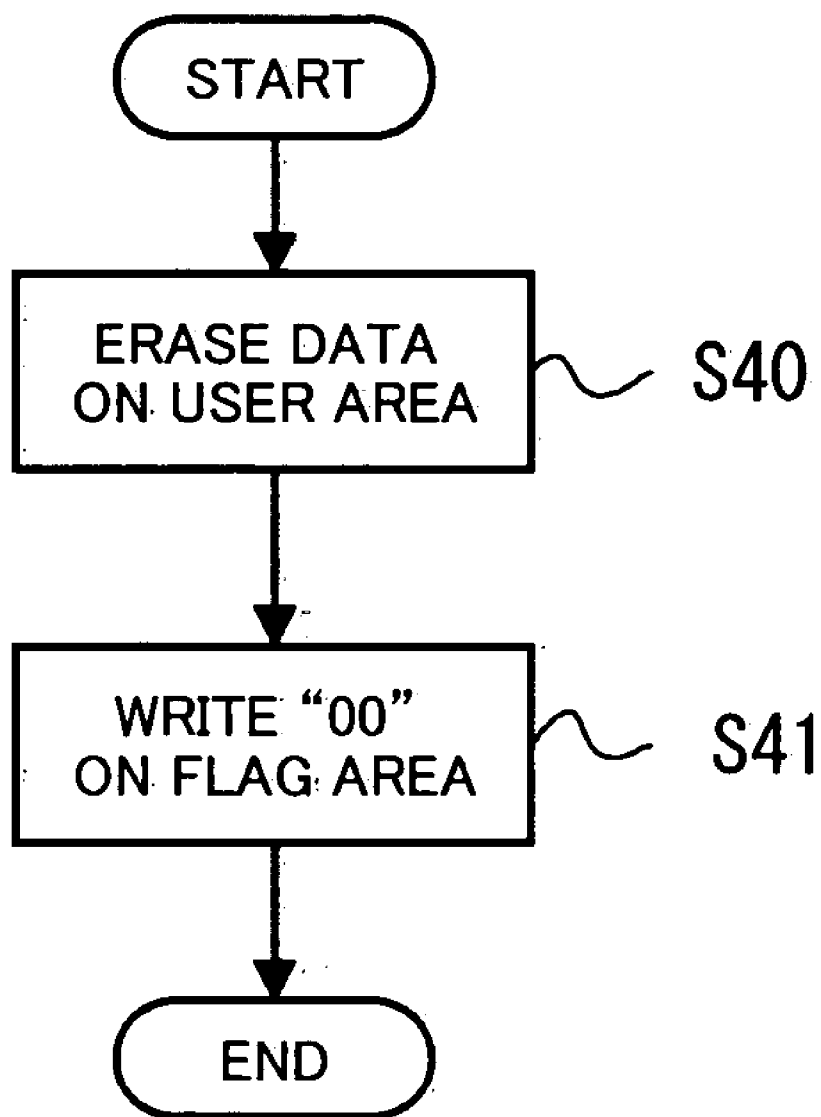 START
ERASE DATA
ON USER AREA
S40
WRITE “00”
ON FLAG AREA
S41
END